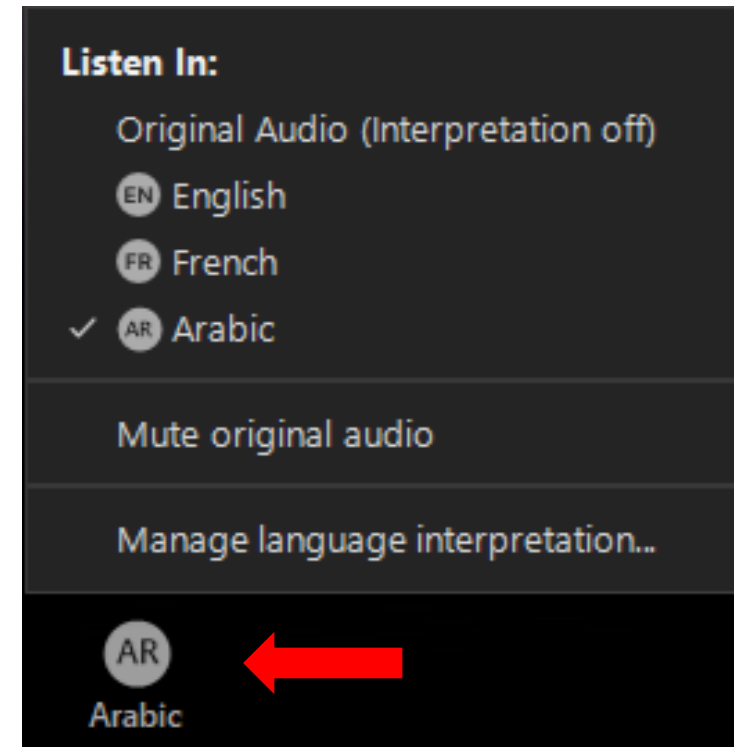 Listen In:
Original Audio (Interpretation off)
EN English
FR French
AR Arabic
Mute original audio
Manage language interpretation...
AR
Arabic